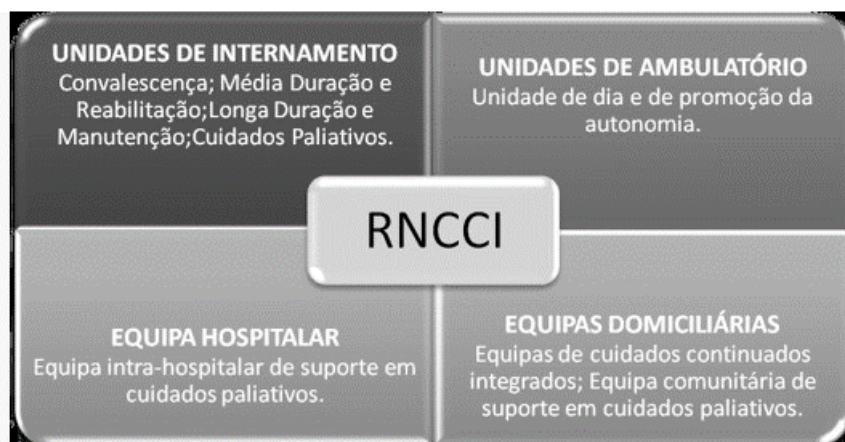 UNIDADES DE INTERNAMENTO
Convalescença; Média Duração e
Reabilitação;Longa Duração e
Manutenção;Cuidados Paliativos.
UNIDADES DE AMBULATÓRIO
Unidade de dia e de promoção da
autonomia.
RNCCI
EQUIPA HOSPITALAR
Equipa intra-hospitalar de suporte em
cuidados paliativos.
EQUIPAS DOMICILIÁRIAS
Equipas de cuidados continuados
integrados; Equipa comunitária de
suporte em cuidados paliativos.